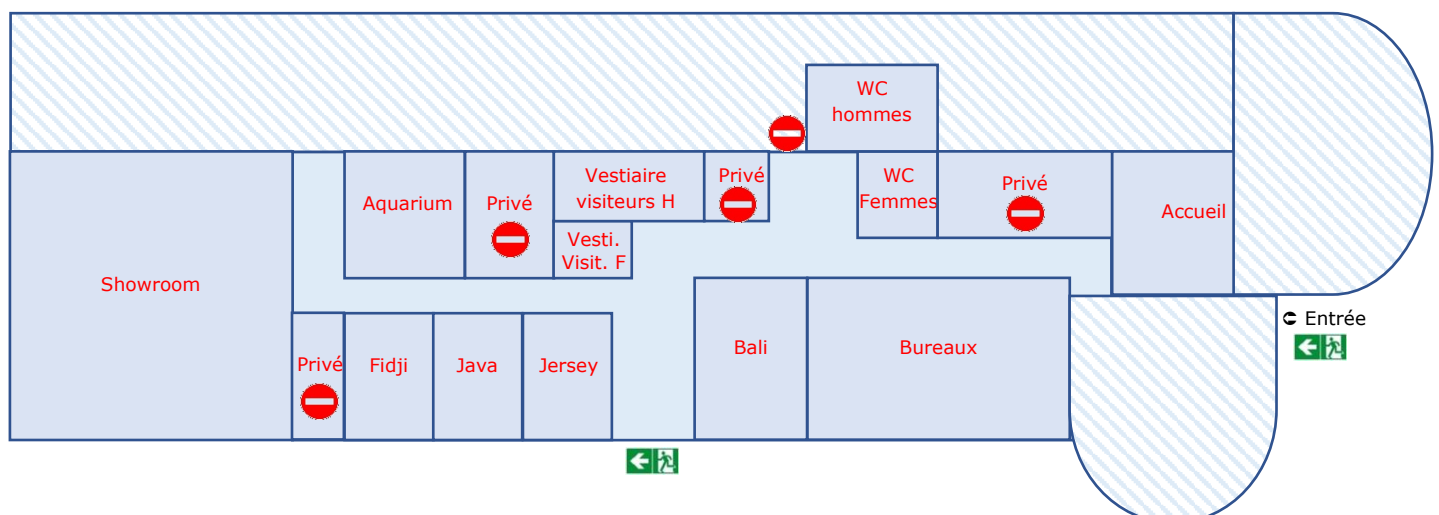 WC
hommes
Aquarium
Privé
Vestiaire
visiteurs H
Privé
WC
Femmes
Privé
Accueil
Vesti.
Visit. F
Showroom
Privé
Fidji
Java
Jersey
Bali
Bureaux
➲ Entrée